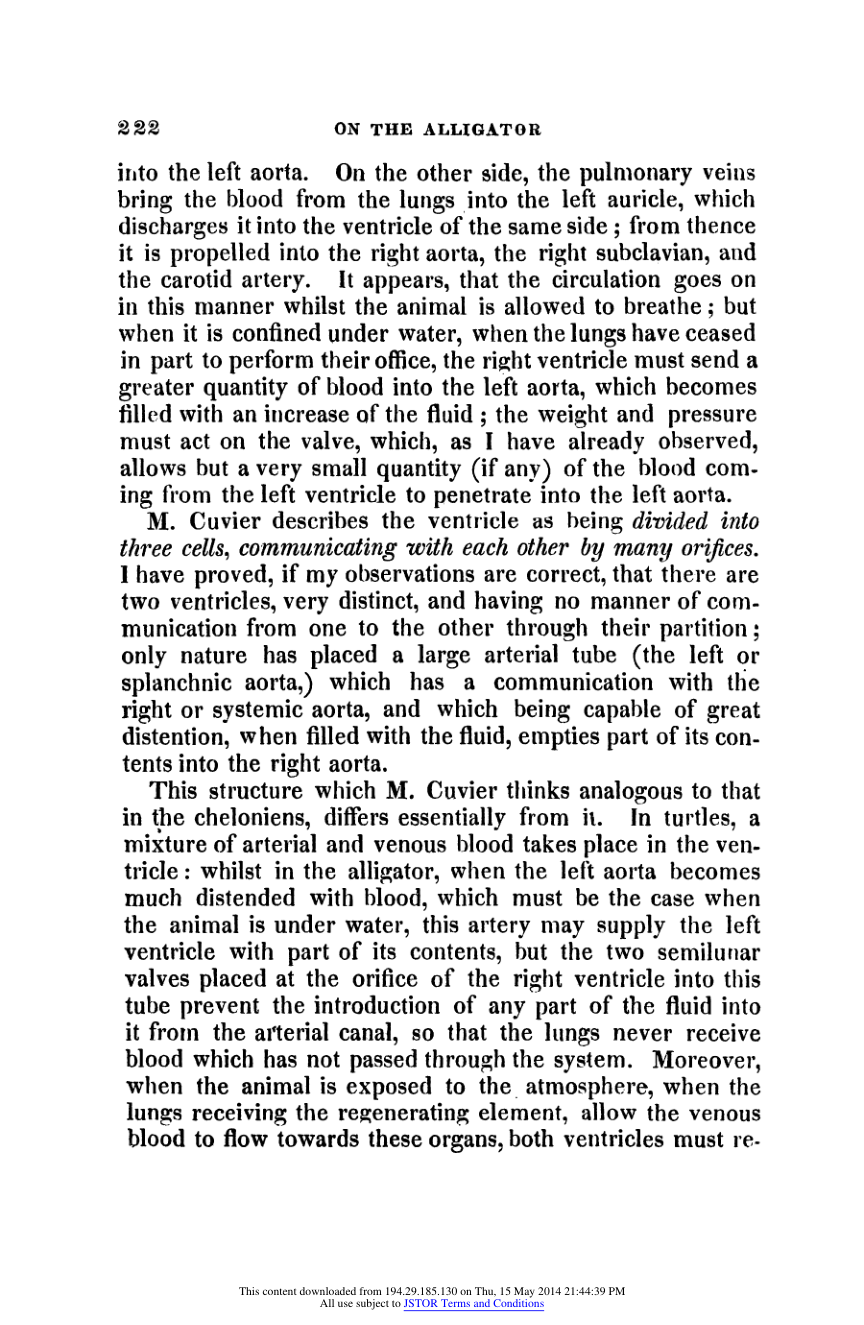 222 ON THE ALLIGATOR
into the left aorta. On the other side, the pulmonary veins
bring the blood from the lungs into the left auricle, which
discharges it into the ventricle of the same side; from thence
it is propelled into the right aorta, the right subclavian, and
the carotid artery. It appears, that the circulation goes on
in this manner whilst the animal is allowed to breathe; but
when it is confined under water, when the lungs have ceased
in part to perform their office, the right ventricle must send a
greater quantity of blood into the left aorta, which becomes
filled with an increase of the fluid; the weight and pressure
must act on the valve, which, as I have already observed,
allows but a very small quantity (if any) of the blood com-
ing from the left ventricle to penetrate into the left aorta.
M. Cuvier describes the ventricle as being divided into
three cells, communicating with each other by many orifices.
I have proved, if my observations are correct, that there are
two ventricles, very distinct, and having no manner of com-
munication from one to the other through their partition;
only nature has placed a large arterial tube (the left or
splanchnic aorta,) which has a communication with the
right or systemic aorta, and which being capable of great
distention, when filled with the fluid, empties part of its con-
tents into the right aorta.
This structure which M. Cuvier thinks analogous to that
in the cheloniens, differs essentially from it. In turtles, a
mixture of arterial and venous blood takes place in the ven-
tricle: whilst in the alligator, when the left aorta becomes
much distended with blood, which must be the case when
the animal is under water, this artery may supply the left
ventricle with part of its contents, but the two semilunar
valves placed at the orifice of the right ventricle into this
tube prevent the introduction of any part of the fluid into
it from the arterial canal, so that the lungs never receive
blood which has not passed through the system. Moreover,
when the animal is exposed to the atmosphere, when the
lungs receiving the regenerating element, allow the venous
blood to flow towards these organs, both ventricles must re-
This content downloaded from 194.29.185.130 on Thu, 15 May 2014 21:44:39 PM
All use subject to JSTOR Terms and Conditions